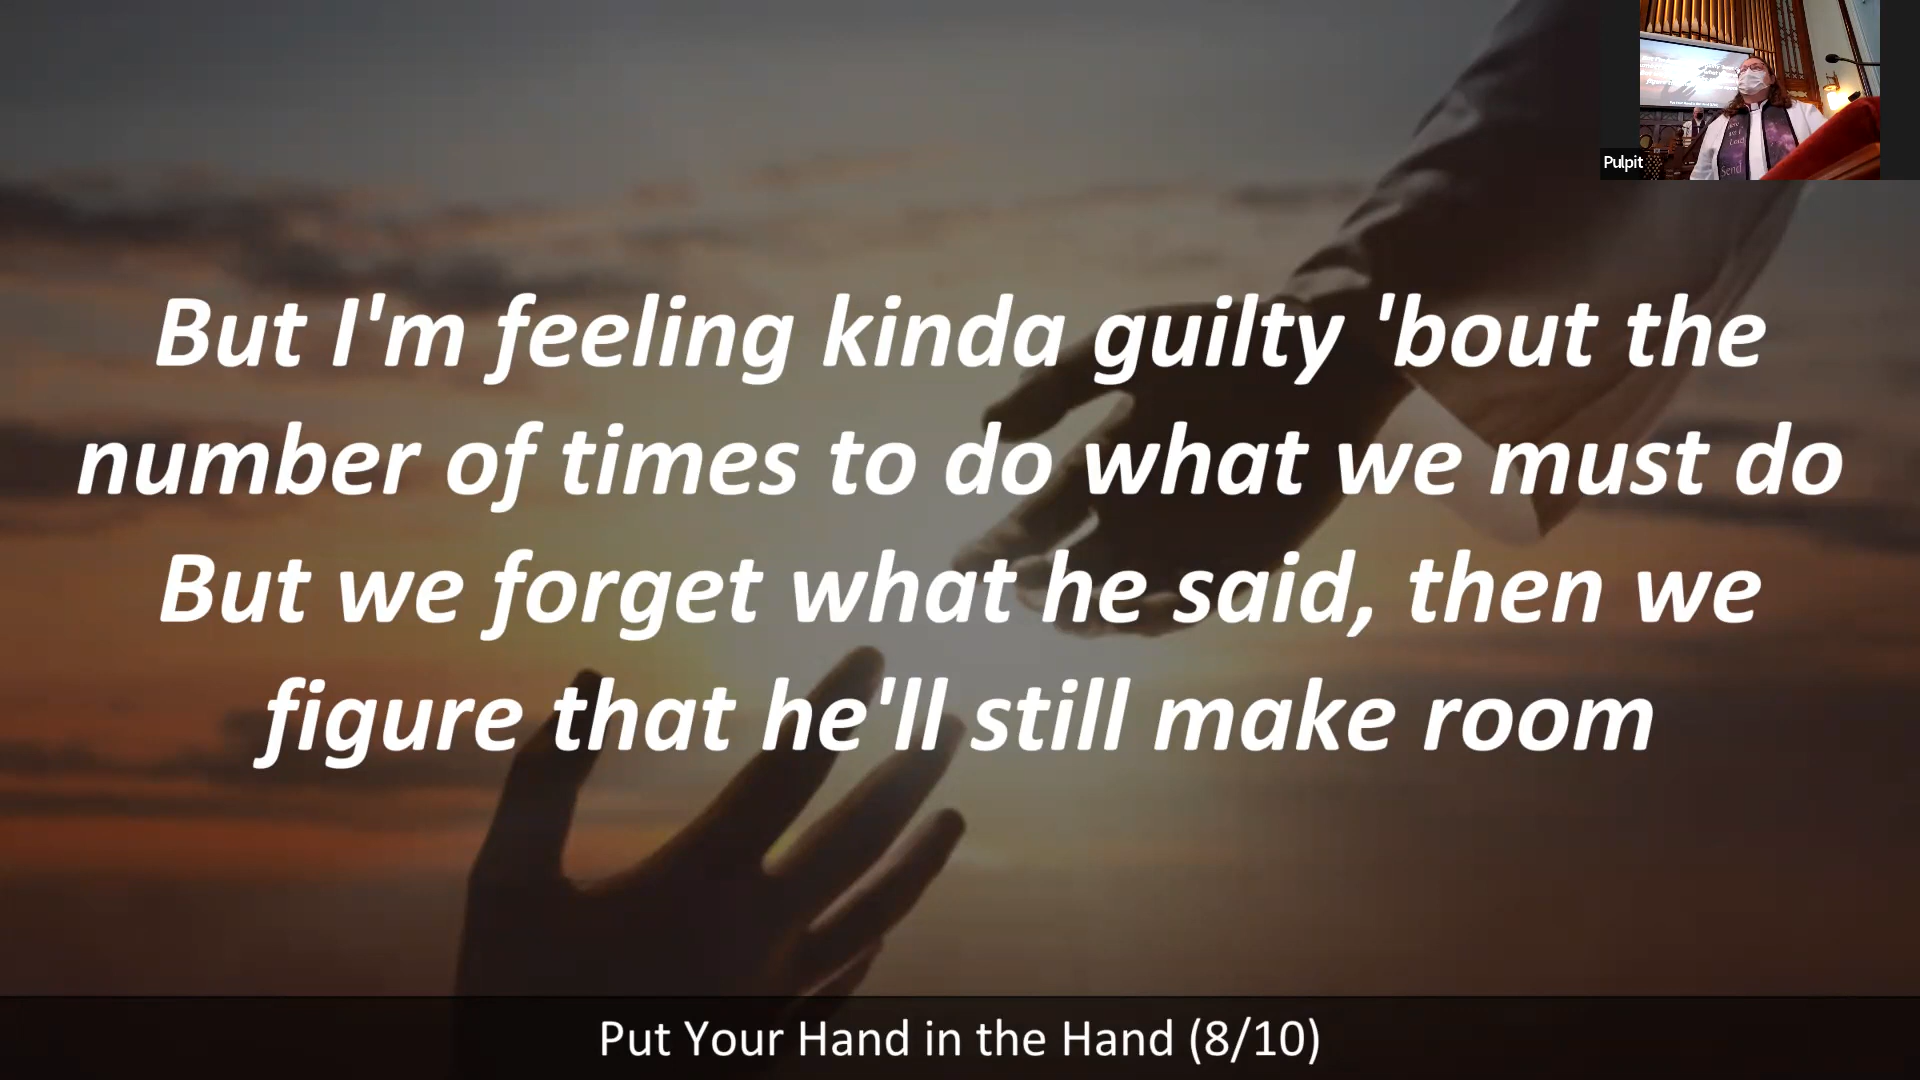 Pulpit
But I'm feeling kinda guilty 'bout the
number of times to do what we must do
But we forget what he said, then we
figure that he'll still make room
Put Your Hand in the Hand (8/10)
Send